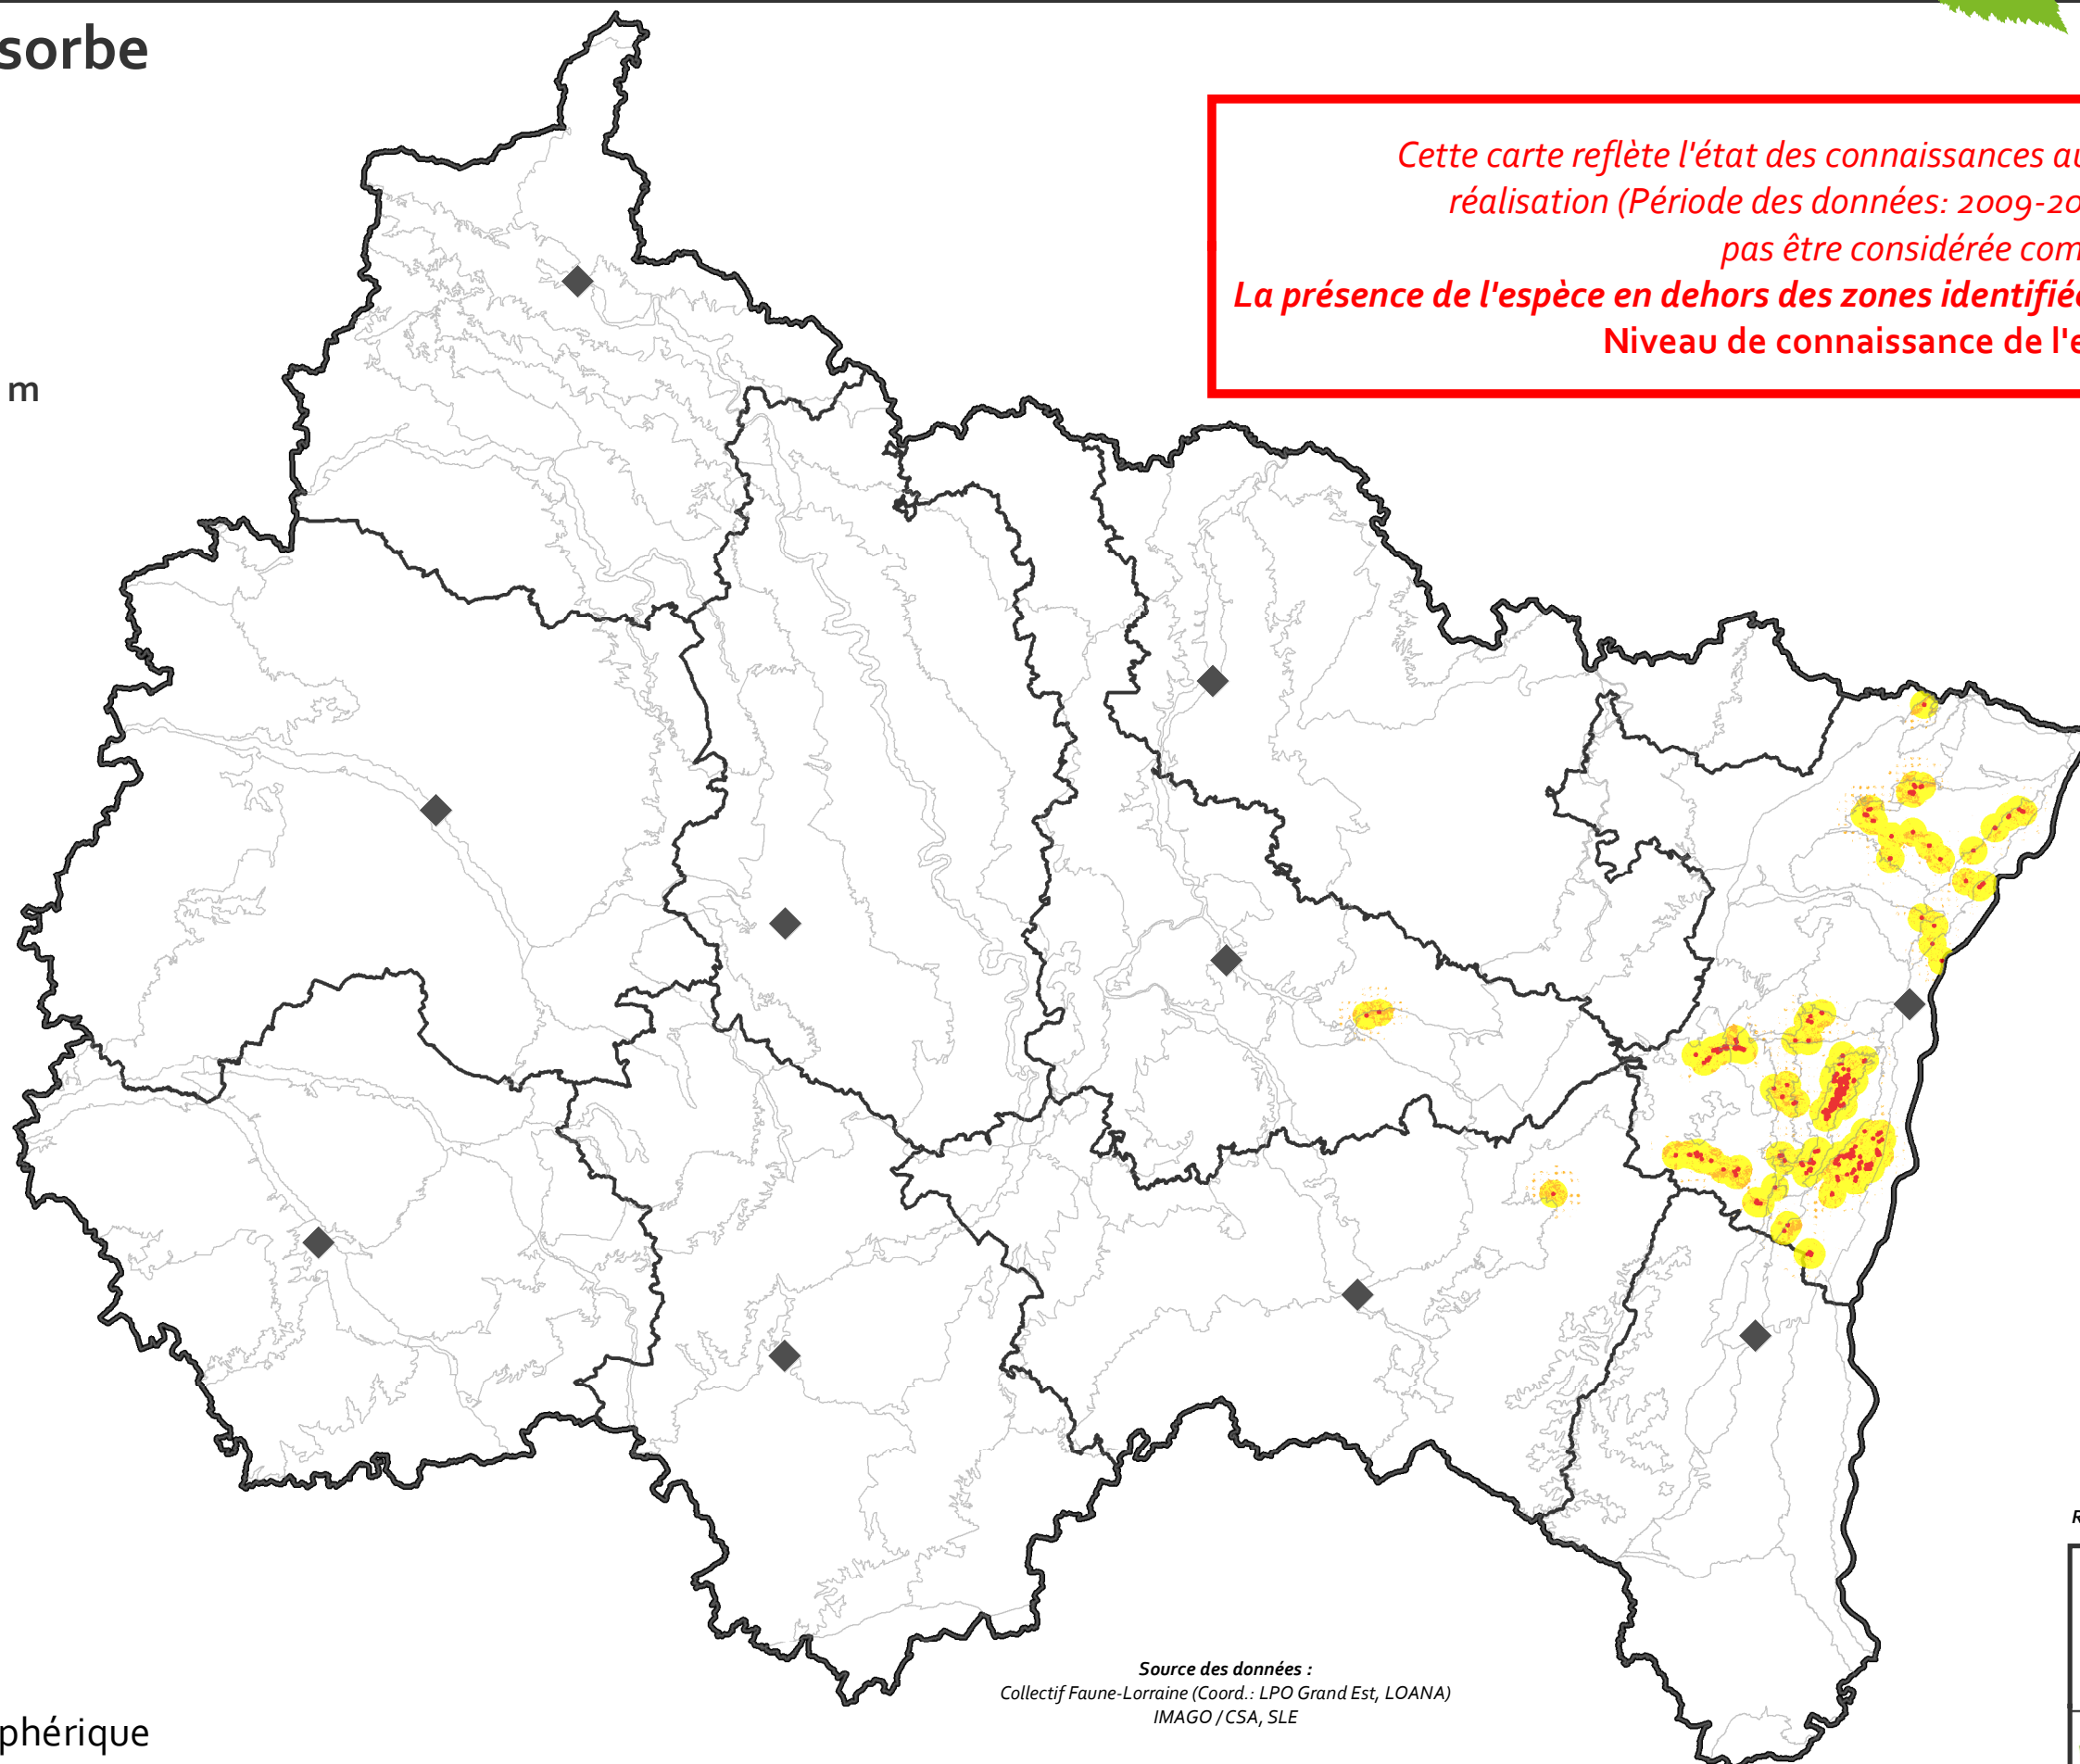 sorbe
m
Cette carte reflète l'état des connaissances au
réalisation (Période des données: 2009-20
pas être considérée com
La présence de l'espèce en dehors des zones identifiée
Niveau de connaissance de l'e
R
Source des données :
Collectif Faune-Lorraine (Coord.: LPO Grand Est, LOANA)
IMAGO / CSA, SLE
phérique